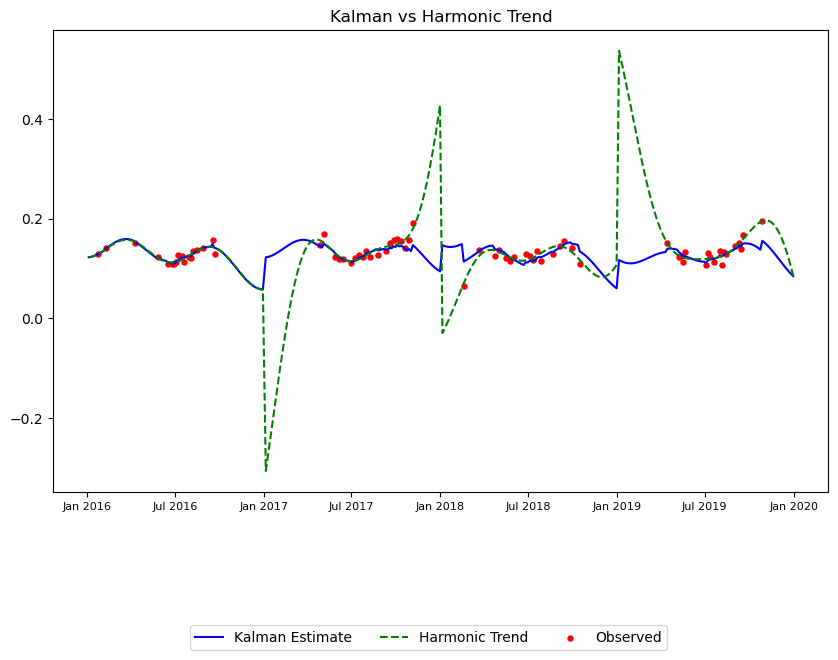 Kalman vs Harmonic Trend
0.4
0.2
0.0
−0.2
Jan 2016 Jul 2016 Jan 2017 Jul 2017 Jan 2018 Jul 2018 Jan 2019 Jul 2019 Jan 2020
Kalman Estimate Harmonic Trend Observed